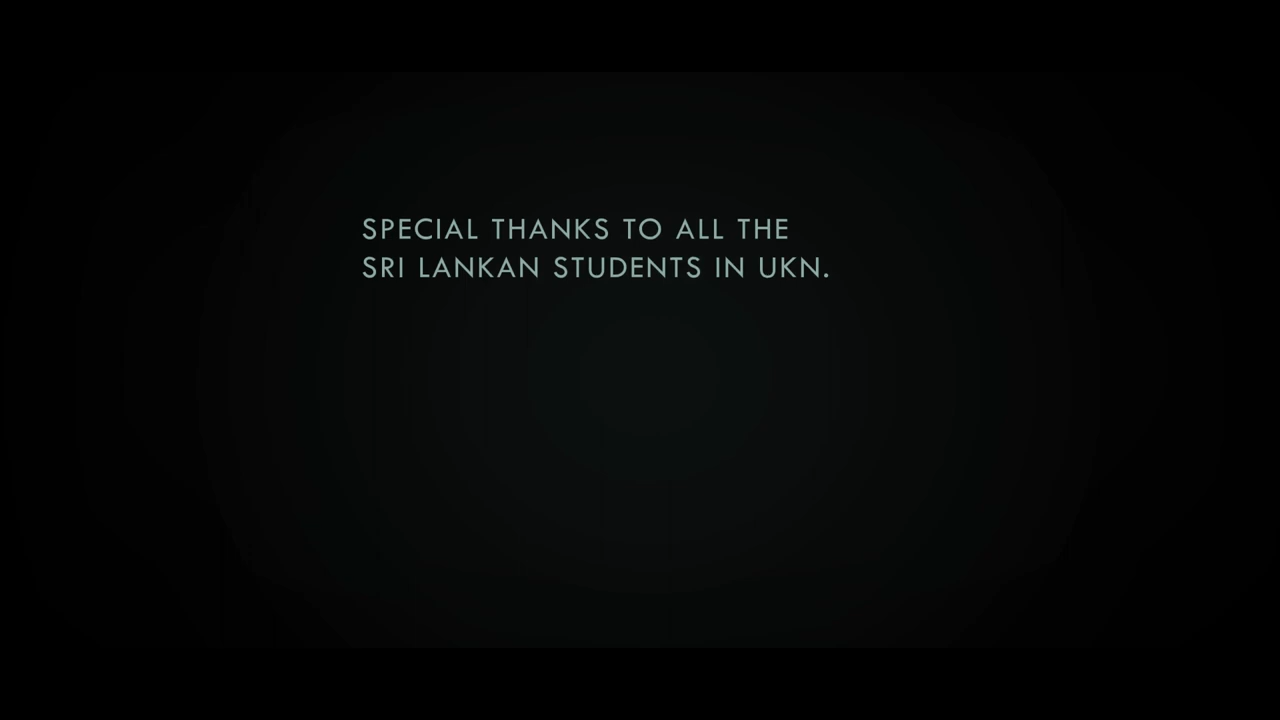 SPECIAL THANKS TO ALL THE
SRI LANKAN STUDENTS IN UKN.